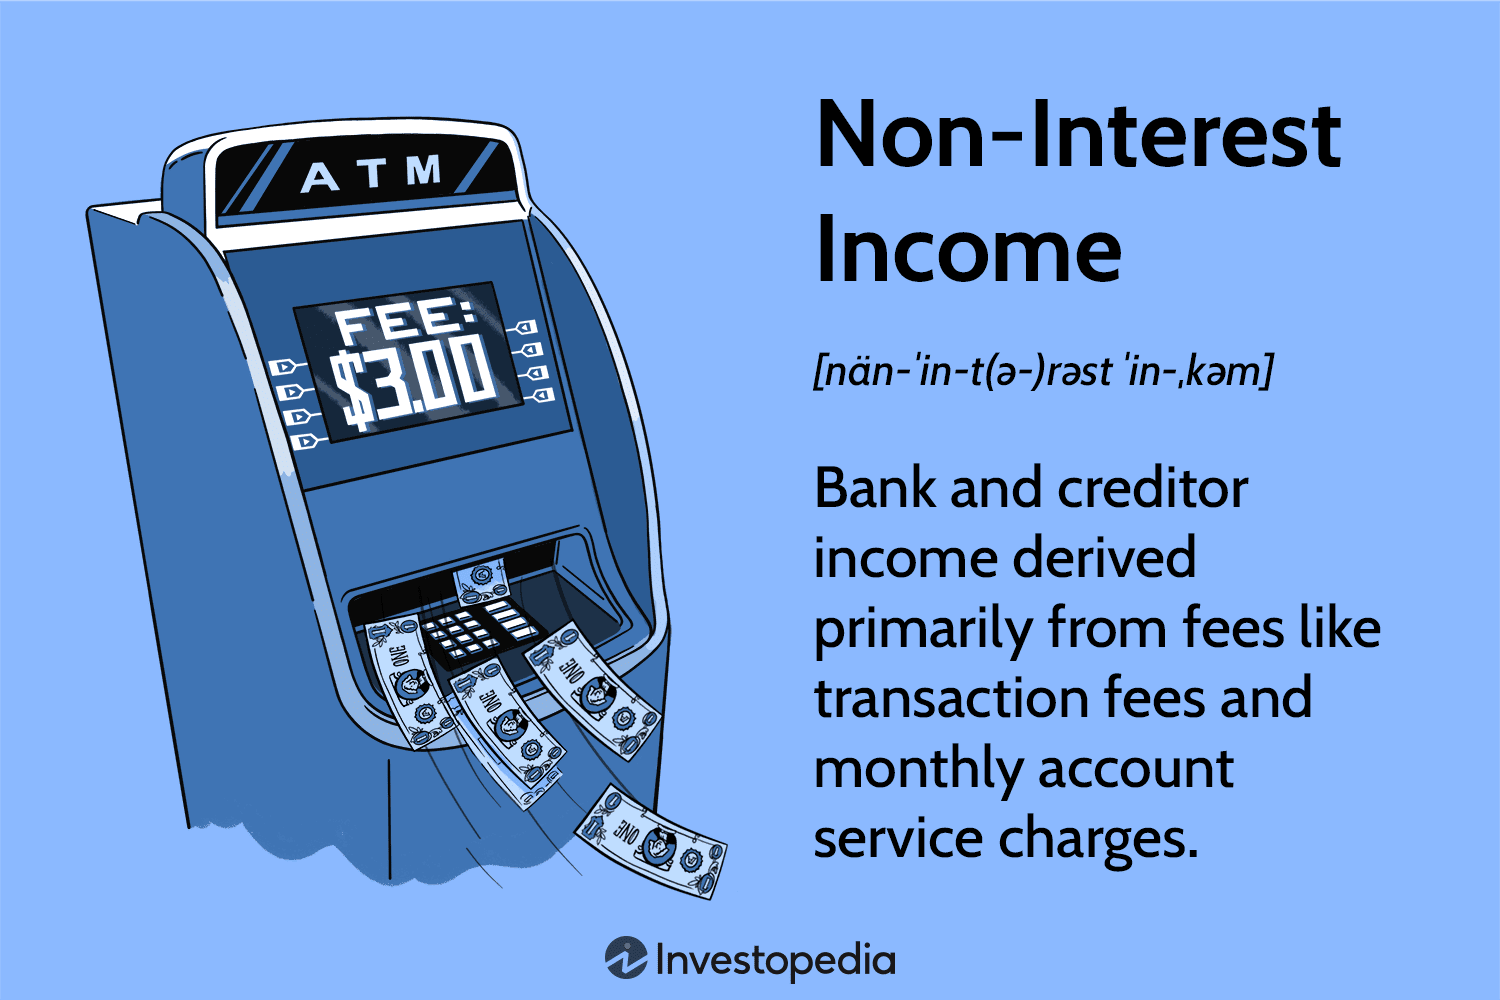 ATM
FEE:
$3.00
ONE
ONE
ONE
ONE
Non-Interest
Income
[nän-ˈin-t(ə-)rəst ˈin-ˌkəm]
Bank and creditor
income derived
primarily from fees like
transaction fees and
monthly account
service charges.
Investopedia